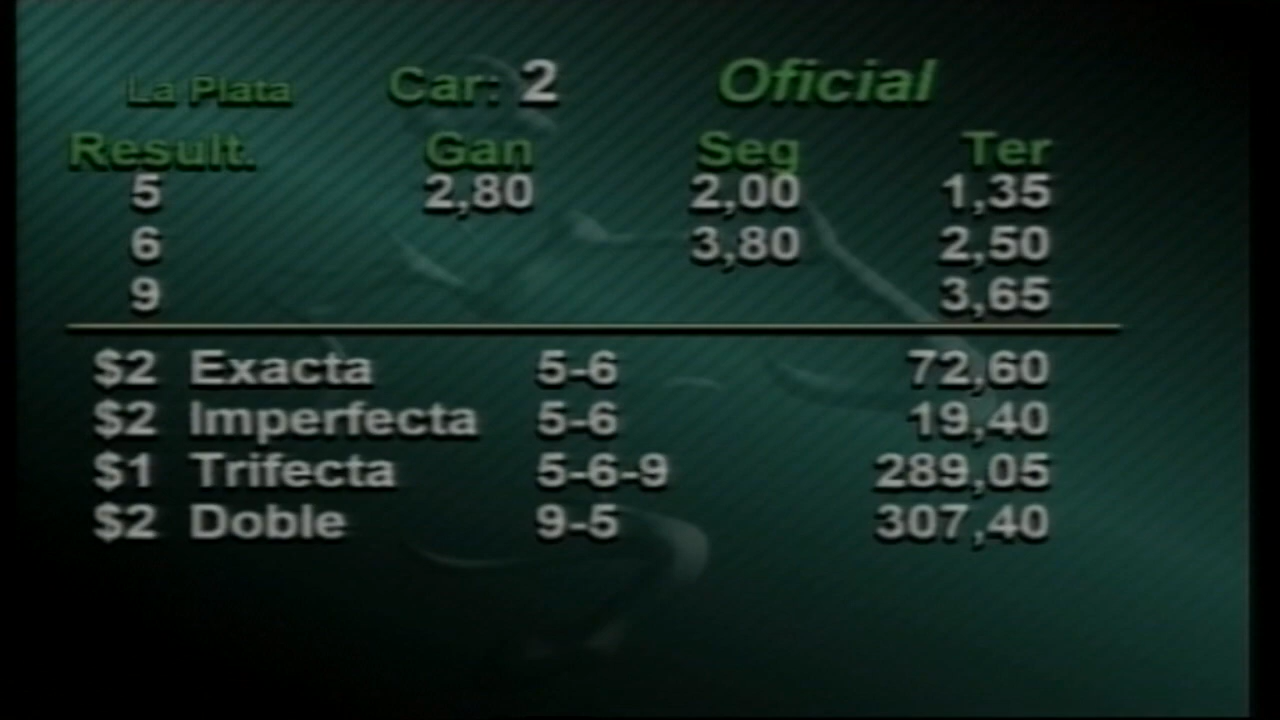 La Plata Car: 2 Oficial
Result. Gan Seg Ter
5 2,80 2,00 1,35
6 3,80 2,50
9 3,65
$2 Exacta 5-6 72,60
$2 Imperfecta 5-6 19,40
$1 Trifecta 5-6-9 289,05
$2 Doble 9-5 307,40